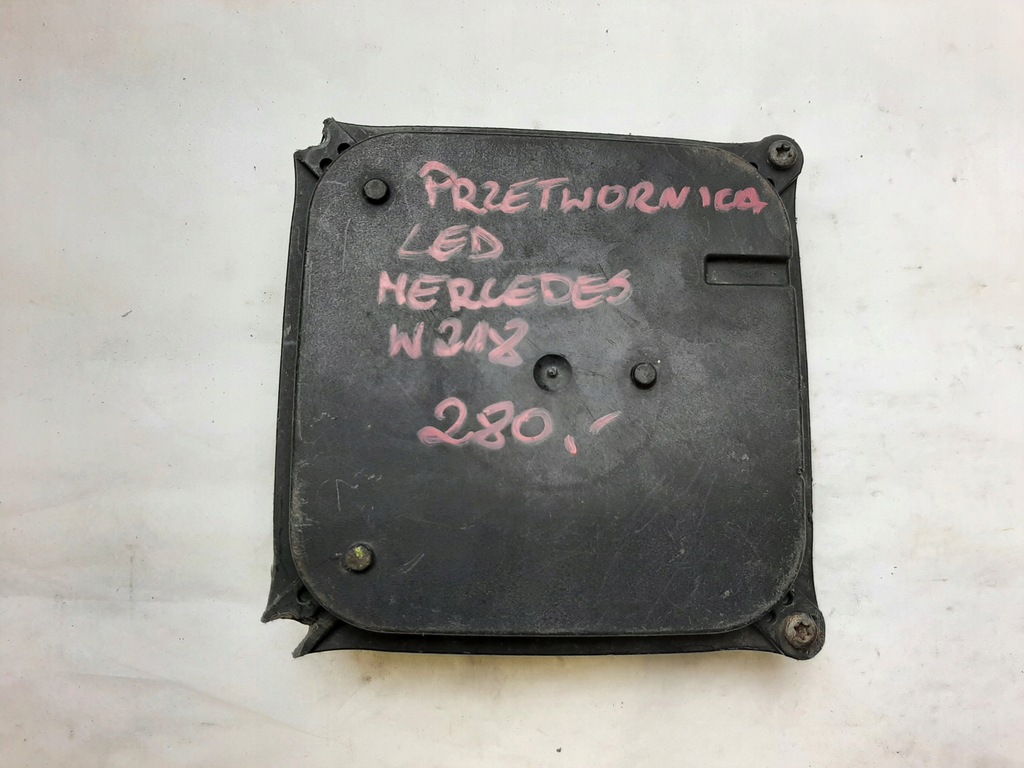 PRZETWORNICA
LED
MERCEDES
W218
280,-